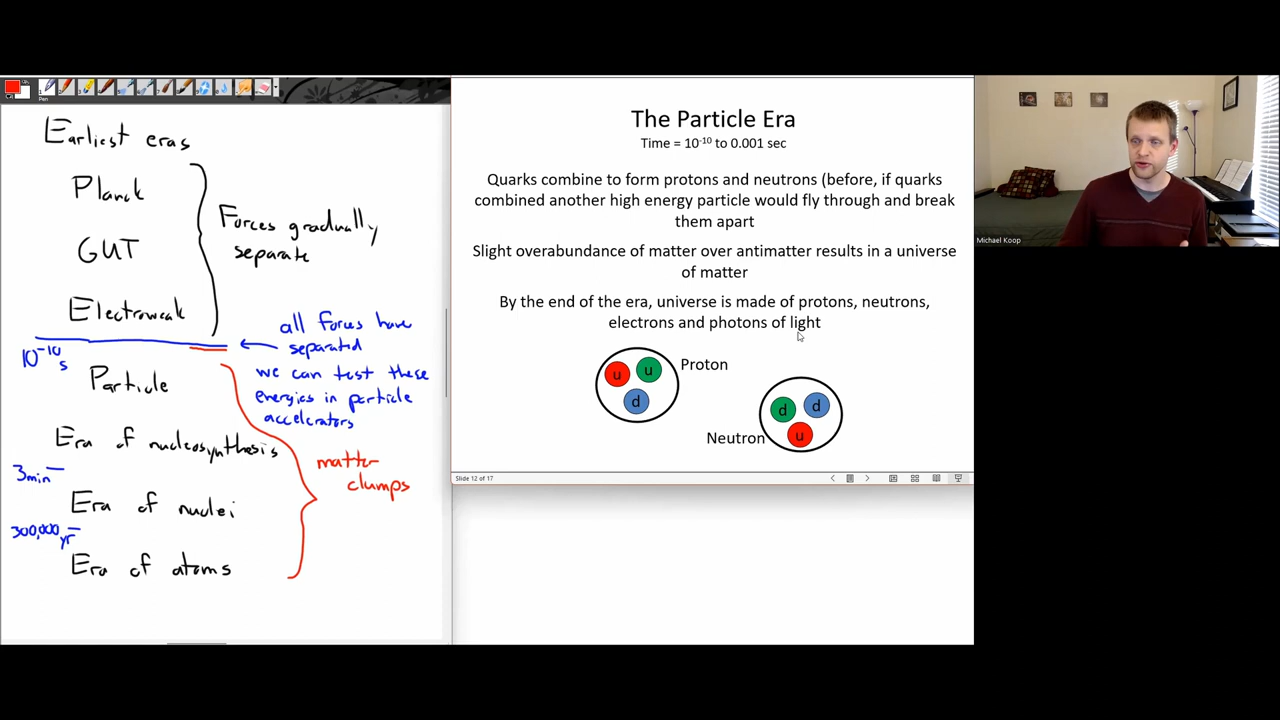 Pen
Earliest eras
Planck
GUT
Electroweak
Forces gradually
separate
all forces have
separated
we can test these
energies in particle
accelerators
10⁻¹⁰s
Particle
Era of nucleosynthesis
3min
Era of nuclei
300,000 yr
Era of atoms
matter
clumps
The Particle Era
Time = 10⁻¹⁰ to 0.001 sec
Quarks combine to form protons and neutrons (before, if quarks
combined another high energy particle would fly through and break
them apart
Slight overabundance of matter over antimatter results in a universe
of matter
By the end of the era, universe is made of protons, neutrons,
electrons and photons of light
u u
d
Proton
d d
u
Neutron
Slide 12 of 17
Michael Koop